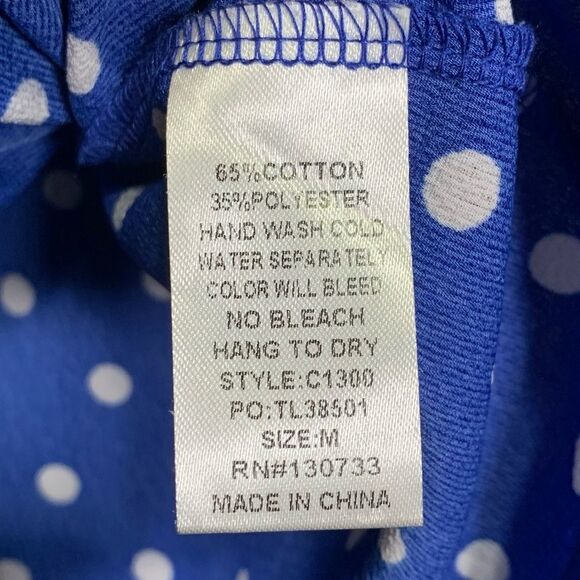 65%COTTON
35%POLYESTER
HAND WASH COLD
WATER SEPARATELY
COLOR WILL BLEED
NO BLEACH
HANG TO DRY
STYLE:C1300
PO:TL38501
SIZE:M
RN#130733
MADE IN CHINA